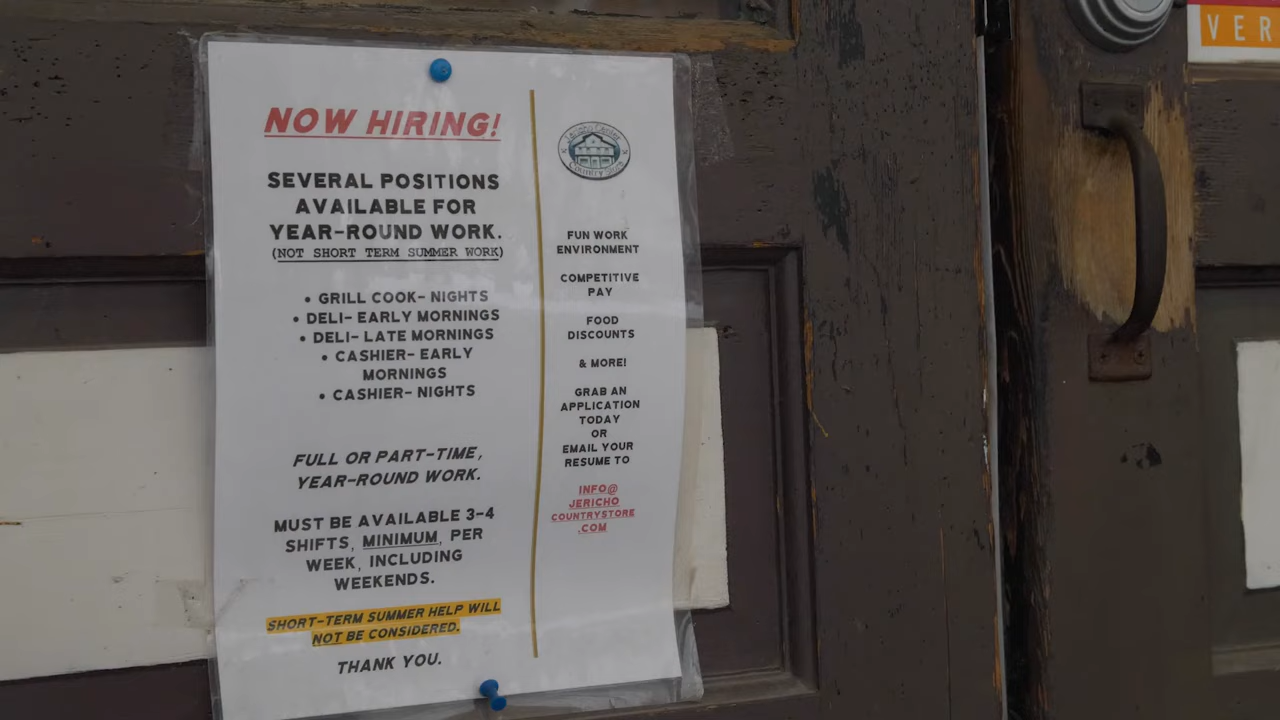 NOW HIRING!
SEVERAL POSITIONS
AVAILABLE FOR
YEAR-ROUND WORK.
(NOT SHORT TERM SUMMER WORK)
• GRILL COOK- NIGHTS
• DELI- EARLY MORNINGS
• DELI- LATE MORNINGS
• CASHIER- EARLY
MORNINGS
• CASHIER- NIGHTS
FULL OR PART-TIME,
YEAR-ROUND WORK.
MUST BE AVAILABLE 3-4
SHIFTS, MINIMUM, PER
WEEK, INCLUDING
WEEKENDS.
SHORT-TERM SUMMER HELP WILL
NOT BE CONSIDERED.
THANK YOU.
Jericho Center
Country Store
FUN WORK
ENVIRONMENT
COMPETITIVE
PAY
FOOD
DISCOUNTS
& MORE!
GRAB AN
APPLICATION
TODAY
OR
EMAIL YOUR
RESUME TO
INFO@
JERICHO
COUNTRYSTORE
.COM
VER